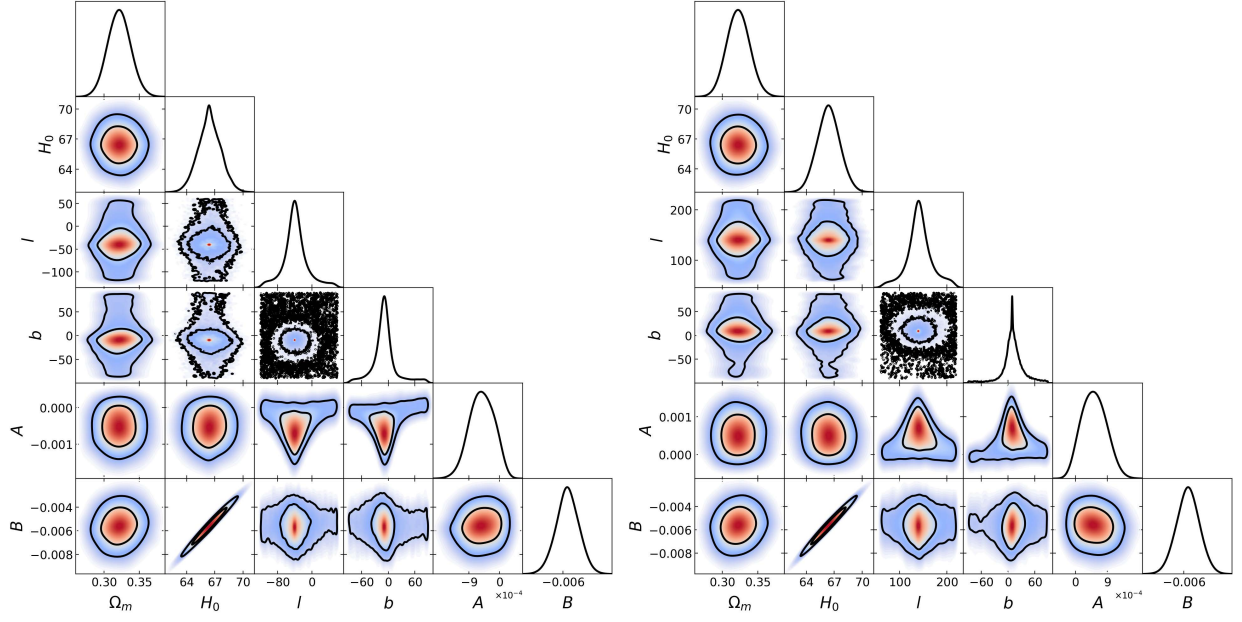 70 70
H₀ 67 H₀ 67
64 64
50 200
l 0 l
−50 100
−100
50 50
b 0 b 0
−50 −50
0.000 0.001
A −0.001 A 0.000
−0.004 −0.004
B −0.006 B −0.006
−0.008 −0.008
0.30 0.35 64 67 70 −80 0 −60 0 60 −9 0 −0.006 0.30 0.35 64 67 70 100 200 −60 0 60 0 9 −0.006
×10⁻⁴ ×10⁻⁴
Ωₘ H₀ l b A B Ωₘ H₀ l b A B